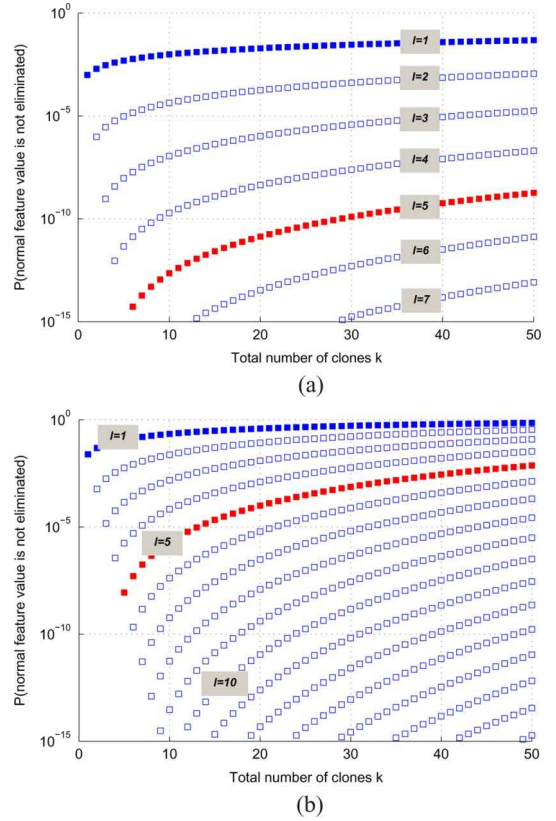 P(normal feature value is not eliminated)
10^0
10^−5
10^−10
10^−15
l=1
l=2
l=3
l=4
l=5
l=6
l=7
0 10 20 30 40 50
Total number of clones k
(a)
P(normal feature value is not eliminated)
10^0
10^−5
10^−10
10^−15
l=1
l=5
l=10
0 10 20 30 40 50
Total number of clones k
(b)